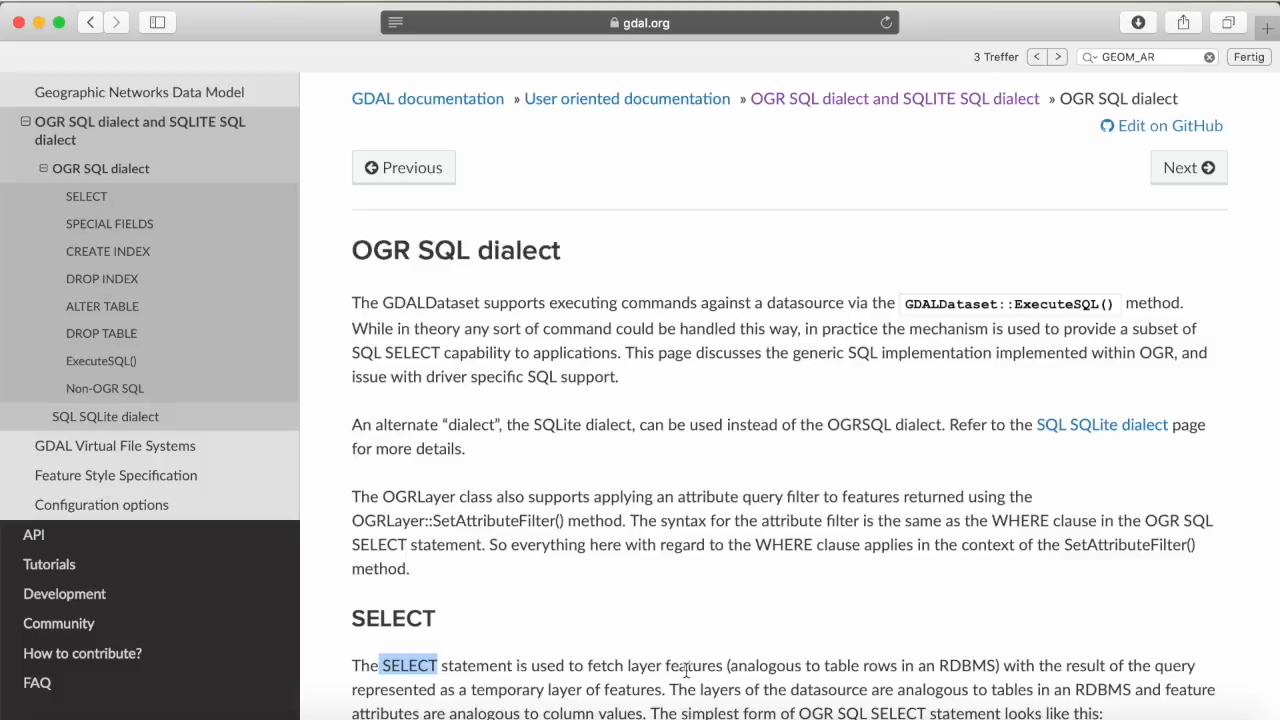 gdal.org
3 Treffer
GEOM_AR
Fertig
Geographic Networks Data Model
OGR SQL dialect and SQLITE SQL
dialect
OGR SQL dialect
SELECT
SPECIAL FIELDS
CREATE INDEX
DROP INDEX
ALTER TABLE
DROP TABLE
ExecuteSQL()
Non-OGR SQL
SQL SQLite dialect
GDAL Virtual File Systems
Feature Style Specification
Configuration options
API
Tutorials
Development
Community
How to contribute?
FAQ
GDAL documentation » User oriented documentation » OGR SQL dialect and SQLITE SQL dialect » OGR SQL dialect
Edit on GitHub
Previous
Next
OGR SQL dialect
The GDALDataset supports executing commands against a datasource via the GDALDataset::ExecuteSQL() method.
While in theory any sort of command could be handled this way, in practice the mechanism is used to provide a subset of
SQL SELECT capability to applications. This page discusses the generic SQL implementation implemented within OGR, and
issue with driver specific SQL support.
An alternate “dialect”, the SQLite dialect, can be used instead of the OGRSQL dialect. Refer to the SQL SQLite dialect page
for more details.
The OGRLayer class also supports applying an attribute query filter to features returned using the
OGRLayer::SetAttributeFilter() method. The syntax for the attribute filter is the same as the WHERE clause in the OGR SQL
SELECT statement. So everything here with regard to the WHERE clause applies in the context of the SetAttributeFilter()
method.
SELECT
The SELECT statement is used to fetch layer features (analogous to table rows in an RDBMS) with the result of the query
represented as a temporary layer of features. The layers of the datasource are analogous to tables in an RDBMS and feature
attributes are analogous to column values. The simplest form of OGR SQL SELECT statement looks like this: